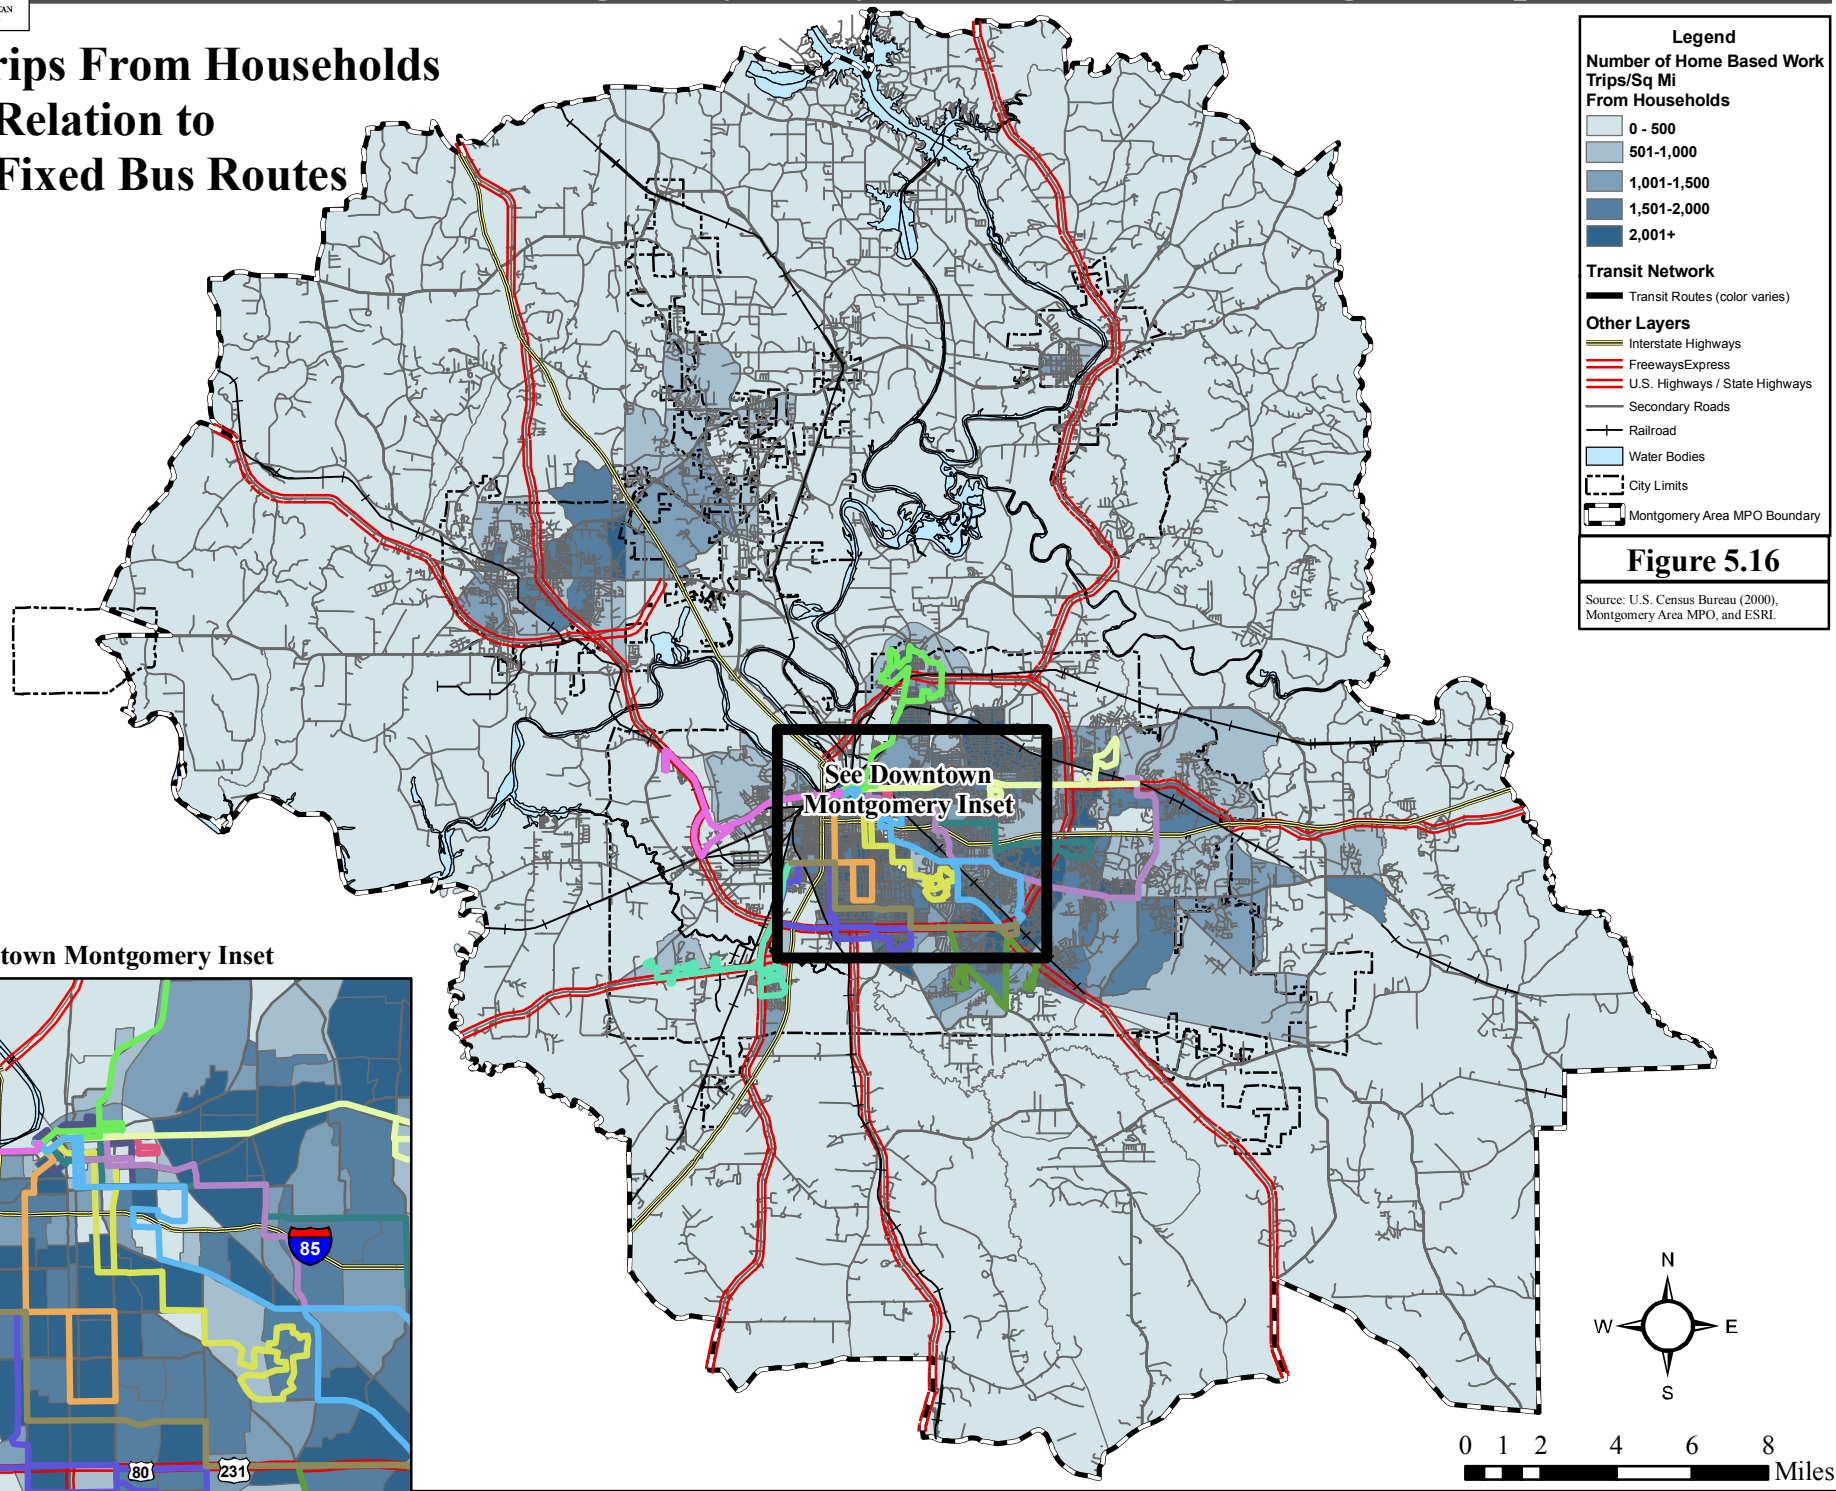 rips From Households
Relation to
Fixed Bus Routes
Legend
Number of Home Based Work
Trips/Sq Mi
From Households
0 - 500
501-1,000
1,001-1,500
1,501-2,000
2,001+
Transit Network
Transit Routes (color varies)
Other Layers
Interstate Highways
FreewaysExpress
U.S. Highways / State Highways
Secondary Roads
Railroad
Water Bodies
City Limits
Montgomery Area MPO Boundary
Figure 5.16
Source: U.S. Census Bureau (2000),
Montgomery Area MPO, and ESRI.
See Downtown
Montgomery Inset
town Montgomery Inset
85
80
231
N
W
E
S
0 1 2 4 6 8
Miles